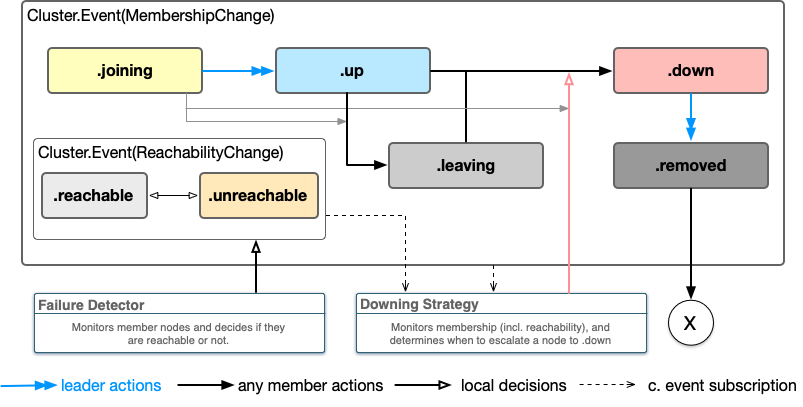 Cluster.Event(MembershipChange)
.joining
.up
.down
Cluster.Event(ReachabilityChange)
.leaving
.removed
.reachable
.unreachable
Failure Detector
Monitors member nodes and decides if they
are reachable or not.
Downing Strategy
Monitors membership (incl. reachability), and
determines when to escalate a node to .down
X
leader actions
any member actions
local decisions
c. event subscription